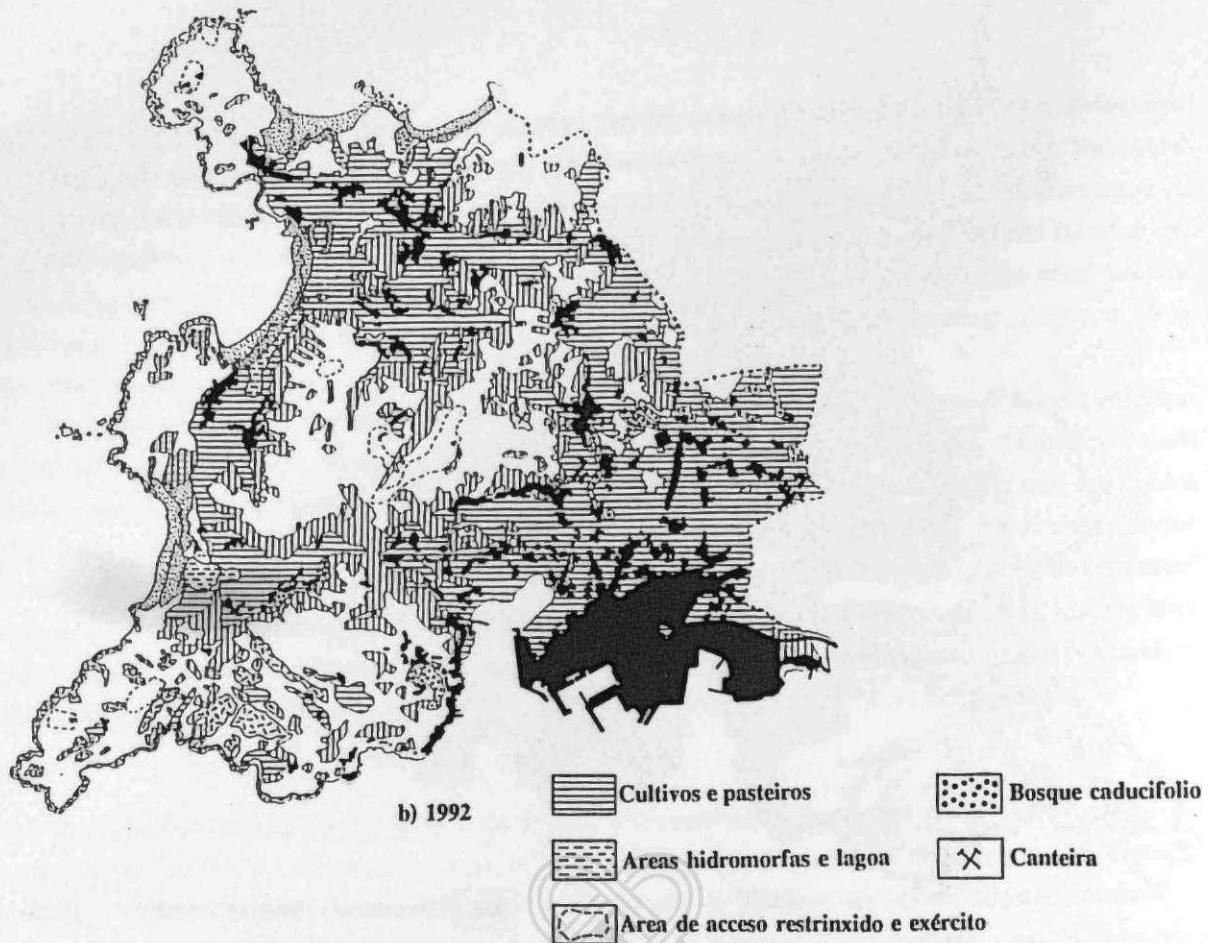 b) 1992
Cultivos e pasteiros
Bosque caducifolio
Areas hidromorfas e lagoa
Canteira
Area de acceso restrinxido e exército